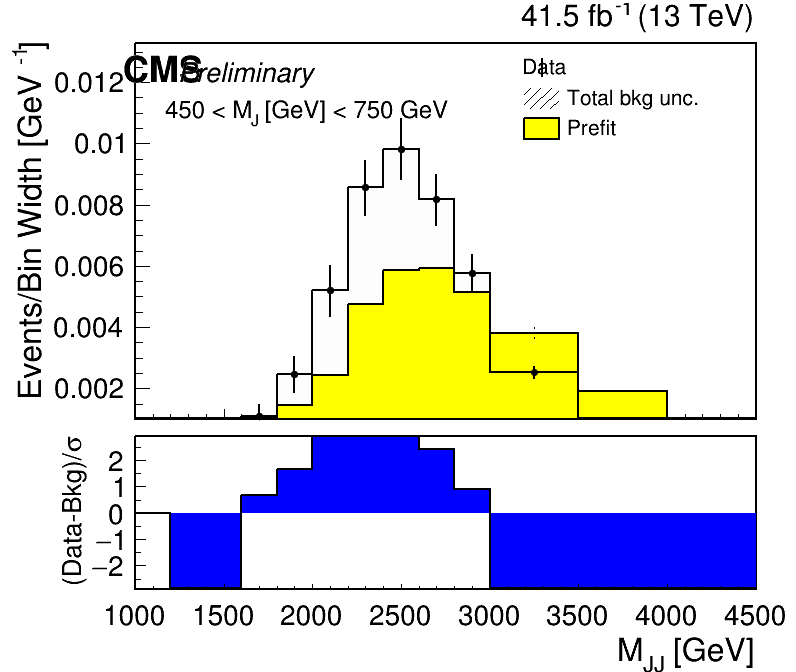 41.5 fb⁻¹ (13 TeV)
CMS Preliminary
450 < M_J [GeV] < 750 GeV
Data
Total bkg unc.
Prefit
Events/Bin Width [GeV⁻¹]
0.012
0.01
0.008
0.006
0.004
0.002
(Data-Bkg)/σ
2
1
0
−1
−2
1000 1500 2000 2500 3000 3500 4000 4500
M_JJ [GeV]